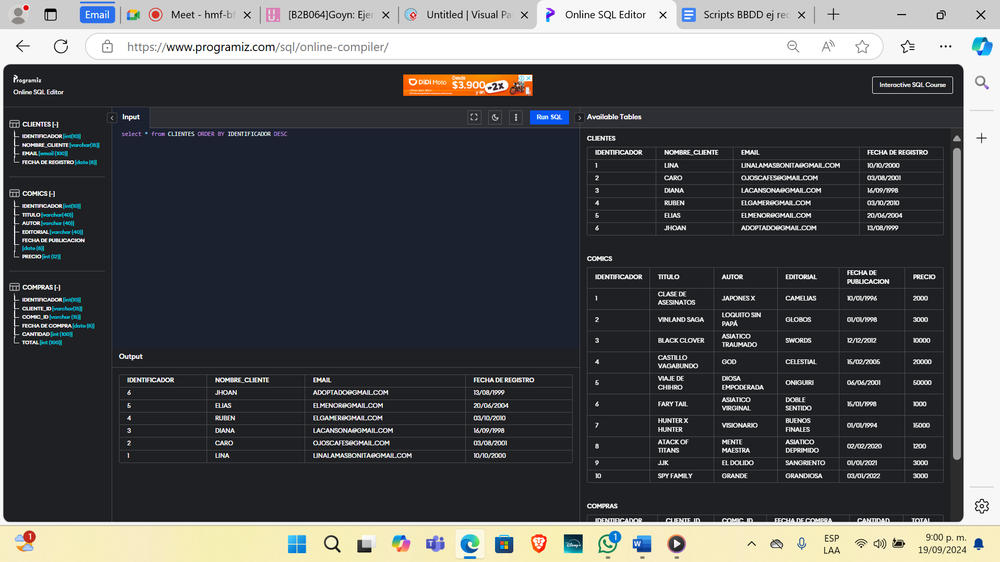 Email
Meet - hmf-bf
[B2B064]Goyn: Ejer
Untitled | Visual Pa
Online SQL Editor
Scripts BBDD ej rec
https://www.programiz.com/sql/online-compiler/
Programiz
Online SQL Editor
DiDi Moto
Desde
$3.900
y en
2X
Interactive SQL Course
CLIENTES [-]
IDENTIFICADOR [int(10)]
NOMBRE_CLIENTE [varchar(15)]
EMAIL [email (100)]
FECHA DE REGISTRO [date (8)]
COMICS [-]
IDENTIFICADOR [int(10)]
TITULO [varchar(40)]
AUTOR [varchar (40)]
EDITORIAL [varchar (40)]
FECHA DE PUBLICACION
[date (8)]
PRECIO [int (12)]
COMPRAS [-]
IDENTIFICADOR [int(10)]
CLIENTE_ID [varchar(15)]
COMIC_ID [varchar (15)]
FECHA DE COMPRA [date (8)]
CANTIDAD [int (100)]
TOTAL [int (100)]
Input
Run SQL
select * from CLIENTES ORDER BY IDENTIFICADOR DESC
Output
IDENTIFICADOR NOMBRE_CLIENTE EMAIL FECHA DE REGISTRO
6 JHOAN ADOPTADO@GMAIL.COM 13/08/1999
5 ELIAS ELMENOR@GMAIL.COM 20/06/2004
4 RUBEN ELGAMER@GMAIL.COM 03/10/2010
3 DIANA LACANSONA@GMAIL.COM 16/09/1998
2 CARO OJOSCAFES@GMAIL.COM 03/08/2001
1 LINA LINALAMASBONITA@GMAIL.COM 10/10/2000
Available Tables
CLIENTES
IDENTIFICADOR NOMBRE_CLIENTE EMAIL FECHA DE REGISTRO
1 LINA LINALAMASBONITA@GMAIL.COM 10/10/2000
2 CARO OJOSCAFES@GMAIL.COM 03/08/2001
3 DIANA LACANSONA@GMAIL.COM 16/09/1998
4 RUBEN ELGAMER@GMAIL.COM 03/10/2010
5 ELIAS ELMENOR@GMAIL.COM 20/06/2004
6 JHOAN ADOPTADO@GMAIL.COM 13/08/1999
COMICS
IDENTIFICADOR TITULO AUTOR EDITORIAL FECHA DE PUBLICACION PRECIO
1 CLASE DE ASESINATOS JAPONES X CAMELIAS 10/01/1996 2000
2 VINLAND SAGA LOQUITO SIN PAPÁ GLOBOS 01/01/1998 3000
3 BLACK CLOVER ASIATICO TRAUMADO SWORDS 12/12/2012 10000
4 CASTILLO VAGABUNDO GOD CELESTIAL 15/02/2005 20000
5 VIAJE DE CHIHRO DIOSA EMPODERADA ONIGUIRI 06/06/2001 50000
6 FARY TAIL ASIATICO VIRGINAL DOBLE SENTIDO 15/01/1998 1000
7 HUNTER X HUNTER VISIONARIO BUENOS FINALES 01/01/1994 15000
8 ATACK OF TITANS MENTE MAESTRA ASIATICO DEPRIMIDO 02/02/2020 1200
9 JJK EL DOLIDO SANGRIENTO 01/01/2021 3000
10 SPY FAMILY GRANDE GRANDIOSA 03/01/2022 3000
COMPRAS
IDENTIFICADOR CLIENTE_ID COMIC_ID FECHA DE COMPRA CANTIDAD TOTAL
1
Disney+
1
ESP
LAA
9:00 p. m.
19/09/2024